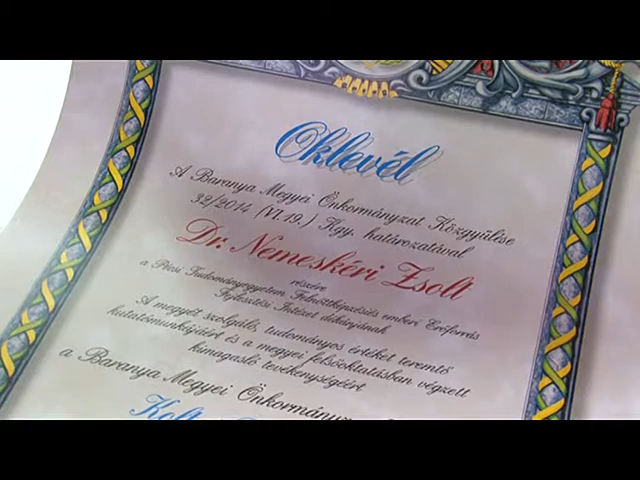 Oklevél
A Baranya Megyei Önkormányzat Közgyűlése
32/2014 (VI.19.) Kgy. határozatával
Dr. Nemeskéri Zsolt
részére
a Pécsi Tudományegyetem Felnőttképzési és emberi Erőforrás
Fejlesztési Intézet dékánjának
A megyét szolgáló, tudományos értéket teremtő
kutatómunkájáért és a megyei felsőoktatásban végzett
kimagasló tevékenységéért
a Baranya Megyei Önkormányz